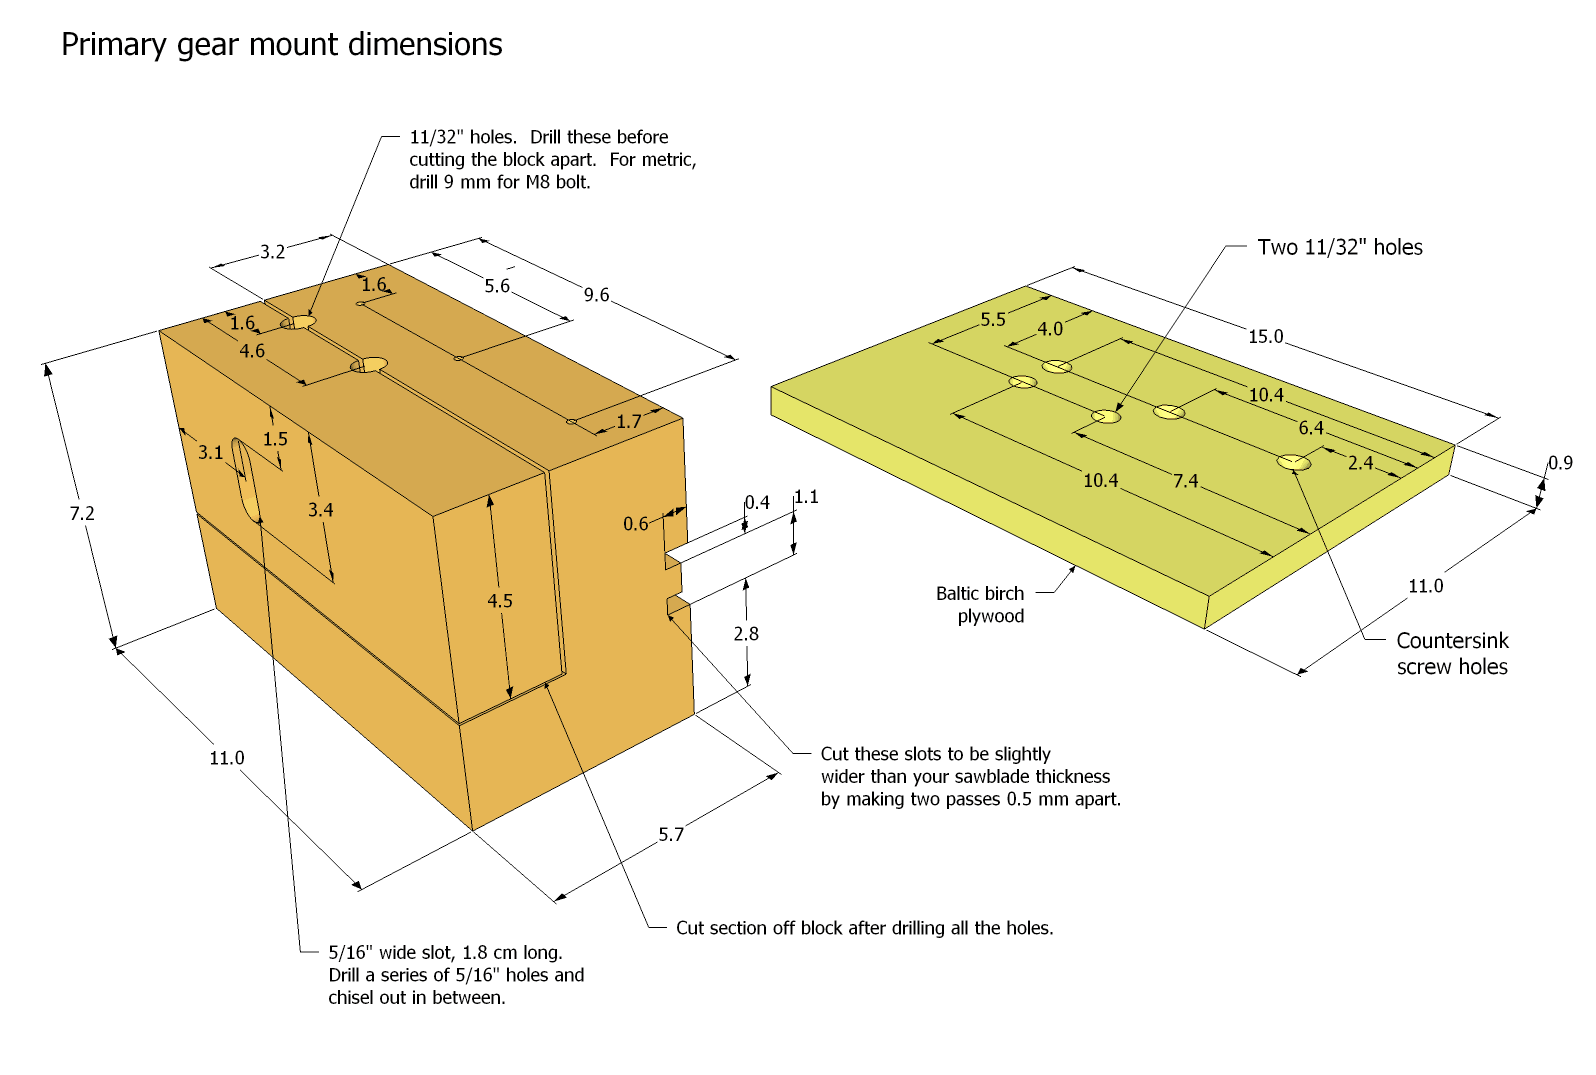 Primary gear mount dimensions
11/32" holes.  Drill these before
cutting the block apart.  For metric,
drill 9 mm for M8 bolt.
3.2
1.6
5.6
9.6
1.6
4.6
1.7
1.5
3.1
3.4
7.2
4.5
0.6
0.4
1.1
2.8
11.0
5.7
Two 11/32" holes
5.5
4.0
15.0
10.4
6.4
2.4
10.4
7.4
0.9
11.0
Baltic birch
plywood
Countersink
screw holes
Cut these slots to be slightly
wider than your sawblade thickness
by making two passes 0.5 mm apart.
Cut section off block after drilling all the holes.
5/16" wide slot, 1.8 cm long.
Drill a series of 5/16" holes and
chisel out in between.